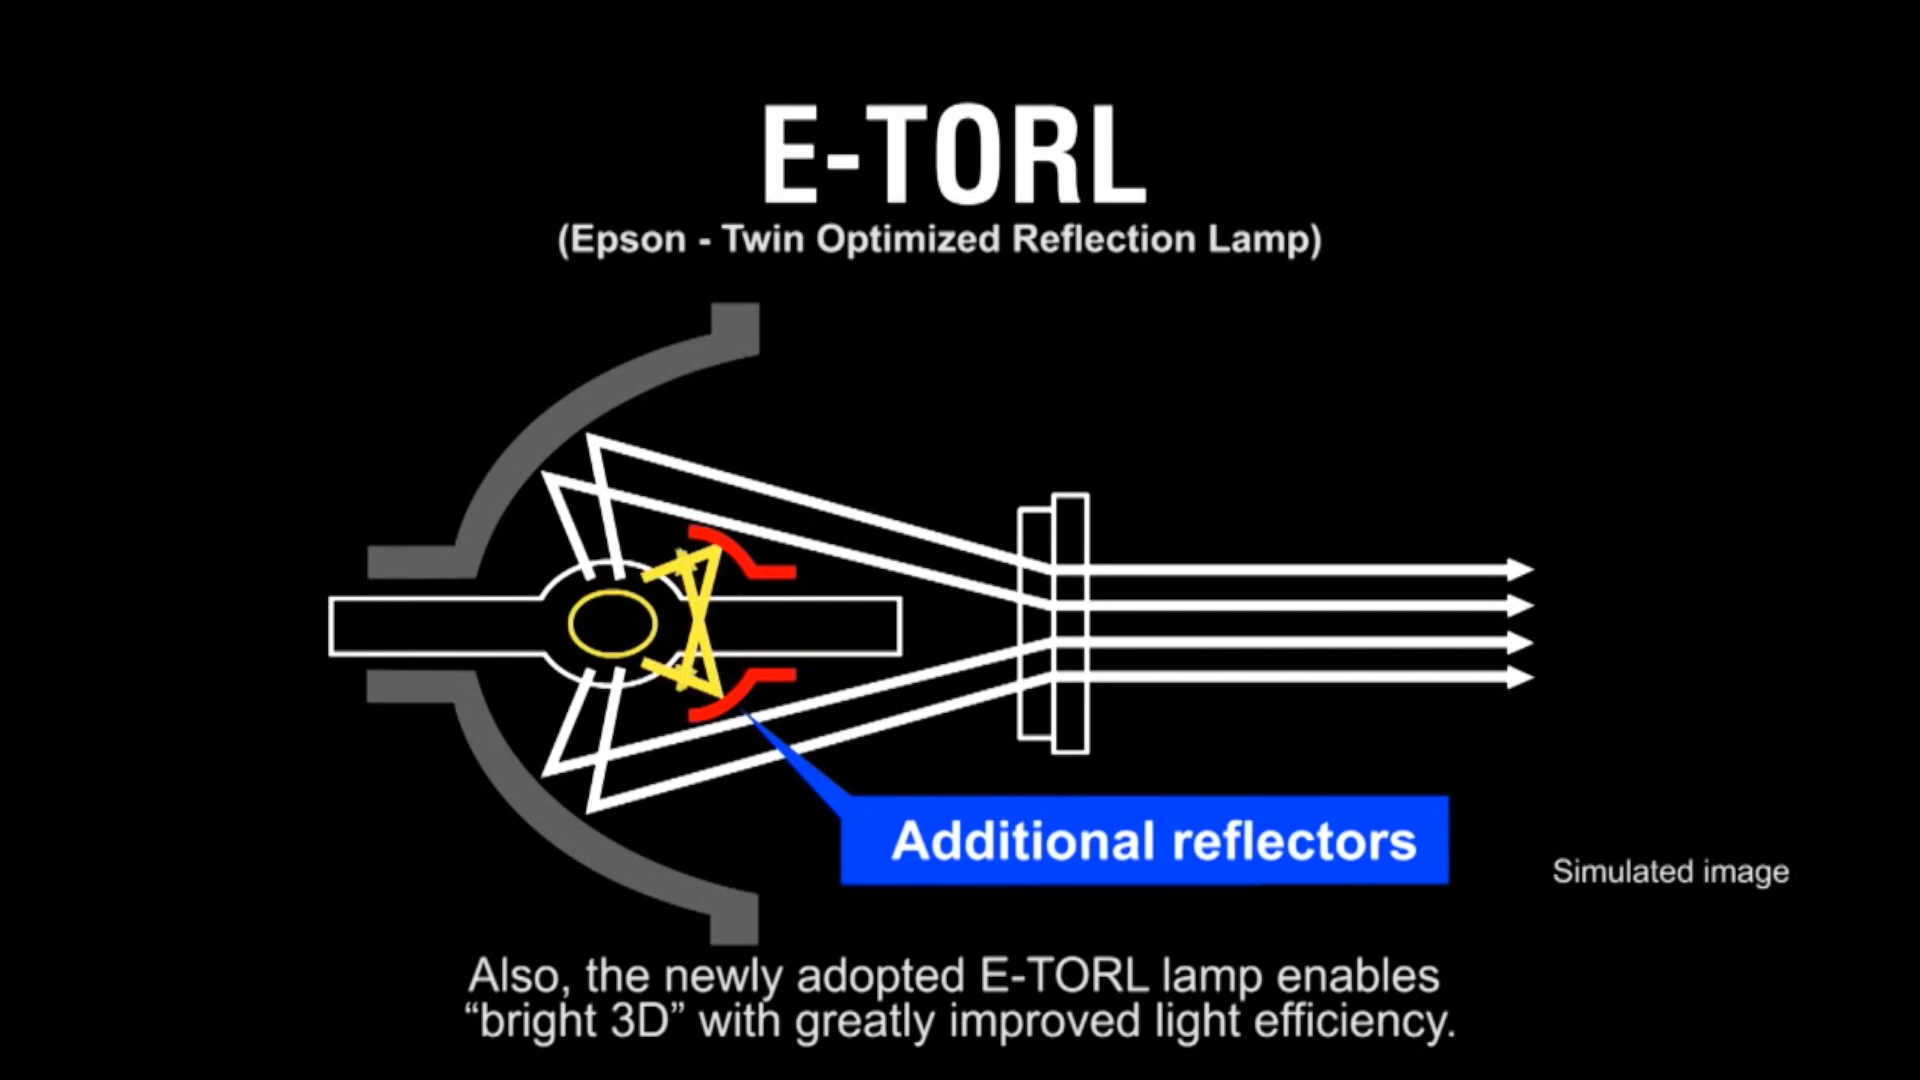 E-TORL
(Epson - Twin Optimized Reflection Lamp)
Additional reflectors
Simulated image
Also, the newly adopted E-TORL lamp enables
“bright 3D” with greatly improved light efficiency.